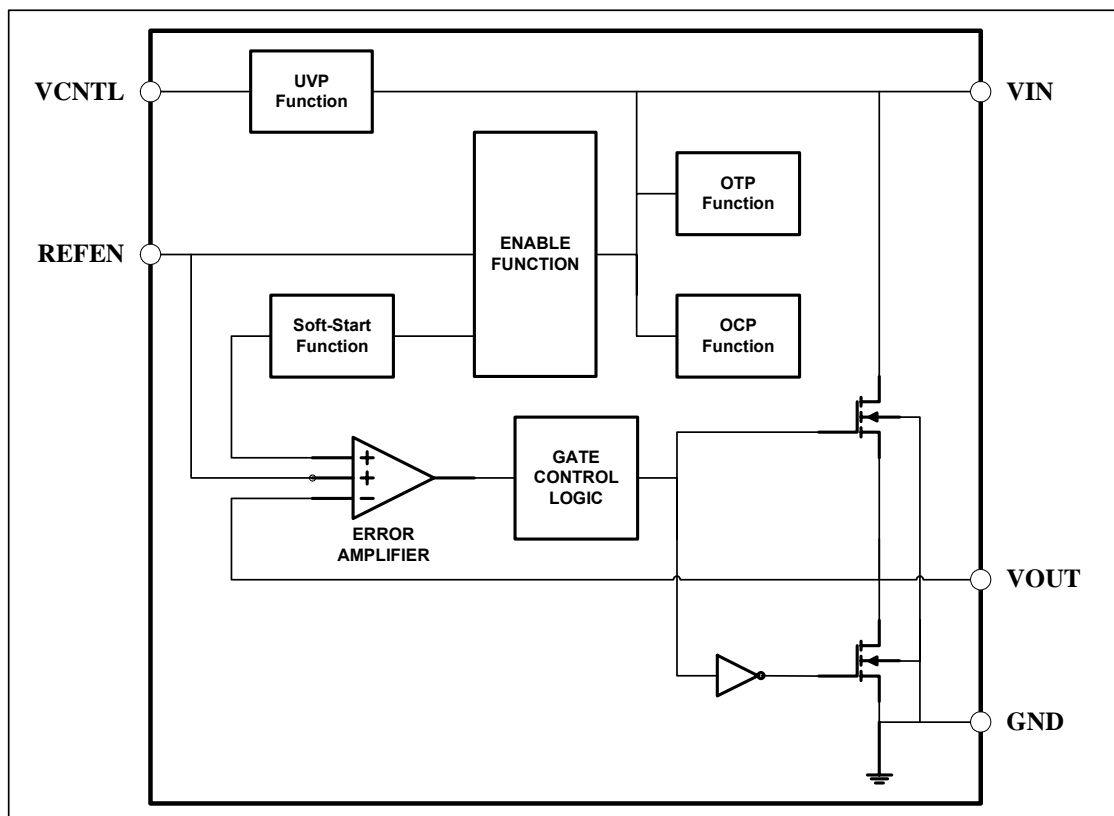 VCNTL
UVP
Function
VIN
OTP
Function
REFEN
ENABLE
FUNCTION
Soft-Start
Function
OCP
Function
+
+
−
ERROR
AMPLIFIER
GATE
CONTROL
LOGIC
VOUT
GND